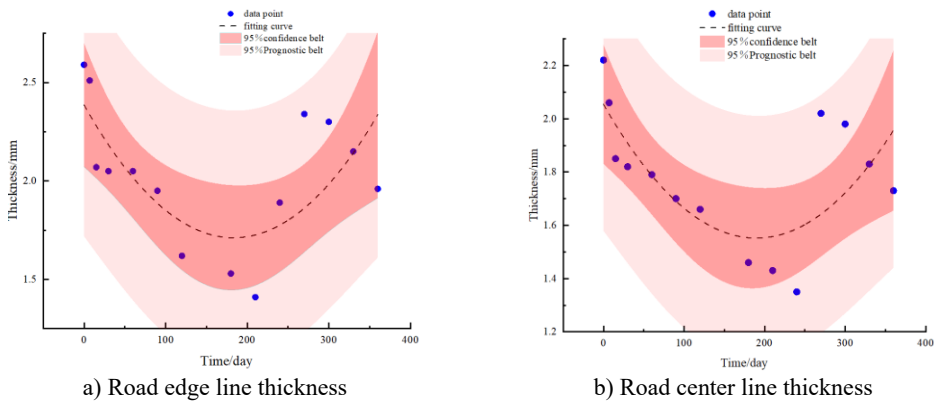 data point
fitting curve
95%confidence belt
95%Prognostic belt
2.5
2.0
1.5
Thickness/mm
0
100
200
300
400
Time/day
a) Road edge line thickness
data point
fitting curve
95%confidence belt
95%Prognostic belt
2.2
2.0
1.8
1.6
1.4
1.2
Thickness/mm
0
100
200
300
400
Time/day
b) Road center line thickness